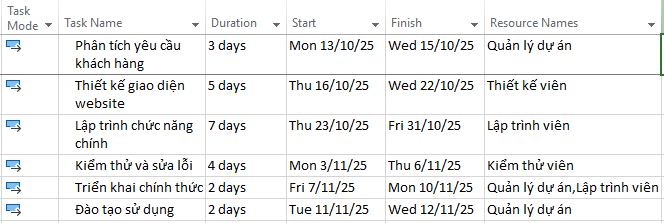 Task Mode Task Name Duration Start Finish Resource Names
Phân tích yêu cầu khách hàng 3 days Mon 13/10/25 Wed 15/10/25 Quản lý dự án
Thiết kế giao diện website 5 days Thu 16/10/25 Wed 22/10/25 Thiết kế viên
Lập trình chức năng chính 7 days Thu 23/10/25 Fri 31/10/25 Lập trình viên
Kiểm thử và sửa lỗi 4 days Mon 3/11/25 Thu 6/11/25 Kiểm thử viên
Triển khai chính thức 2 days Fri 7/11/25 Mon 10/11/25 Quản lý dự án,Lập trình viên
Đào tạo sử dụng 2 days Tue 11/11/25 Wed 12/11/25 Quản lý dự án